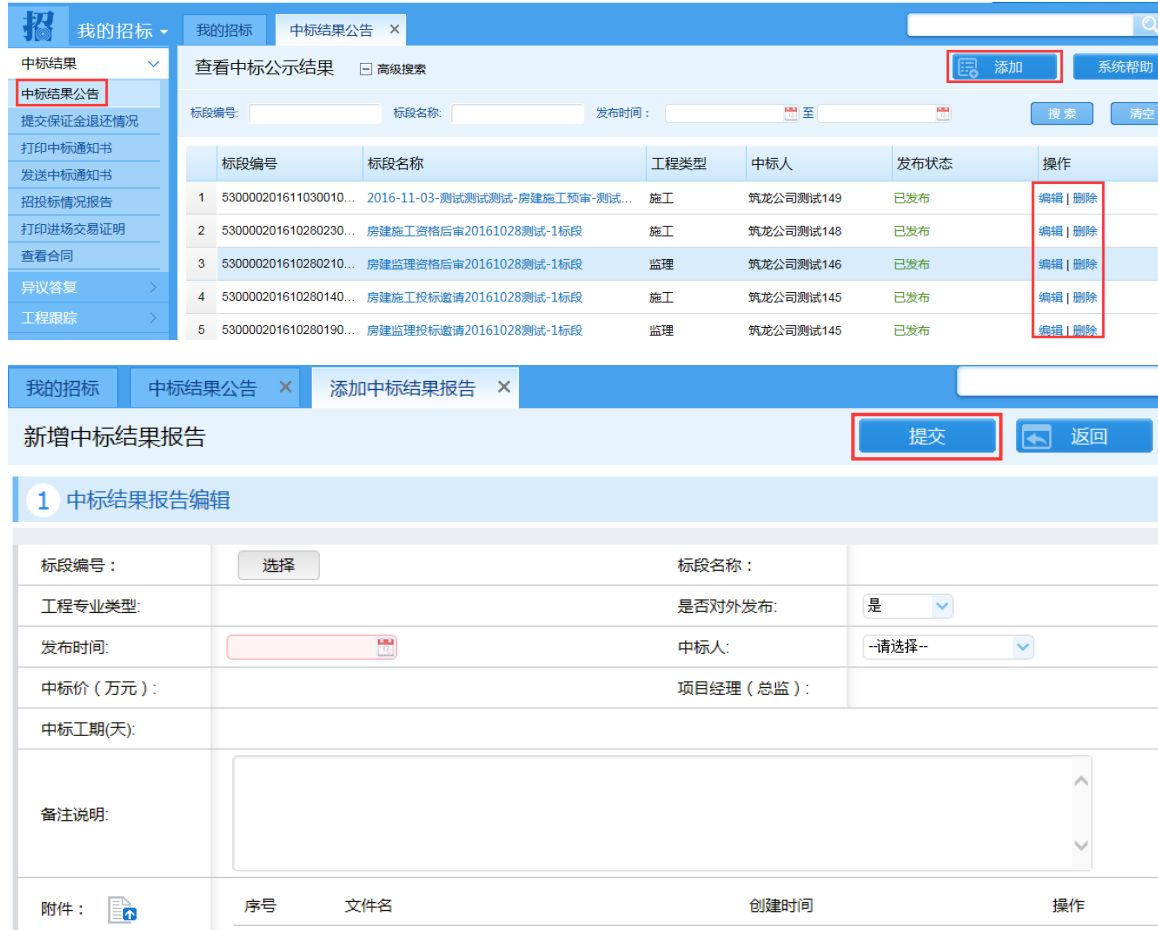 招 我的招标 我的招标 中标结果公告 ×
中标结果 查看中标公示结果 高级搜索 添加 系统帮助
中标结果公告
提交保证金退还情况
打印中标通知书
发送中标通知书
招投标情况报告
打印进场交易证明
查看合同
异议答复
工程跟踪
标段编号: 标段名称: 发布时间： 至 搜索 清空
标段编号 标段名称 工程类型 中标人 发布状态 操作
1 530000201611030010... 2016-11-03-测试测试测试-房建施工预审-测试... 施工 筑龙公司测试149 已发布 编辑 | 删除
2 530000201610280230... 房建施工资格后审20161028测试-1标段 施工 筑龙公司测试148 已发布 编辑 | 删除
3 530000201610280210... 房建监理资格后审20161028测试-1标段 监理 筑龙公司测试146 已发布 编辑 | 删除
4 530000201610280140... 房建施工投标邀请20161028测试-1标段 施工 筑龙公司测试145 已发布 编辑 | 删除
5 530000201610280190... 房建监理投标邀请20161028测试-1标段 监理 筑龙公司测试145 已发布 编辑 | 删除
我的招标 中标结果公告 × 添加中标结果报告 ×
新增中标结果报告 提交 返回
1 中标结果报告编辑
标段编号： 选择 标段名称：
工程专业类型: 是否对外发布: 是
发布时间: 中标人: --请选择--
中标价（万元）: 项目经理（总监）:
中标工期(天):
备注说明:
附件： 序号 文件名 创建时间 操作